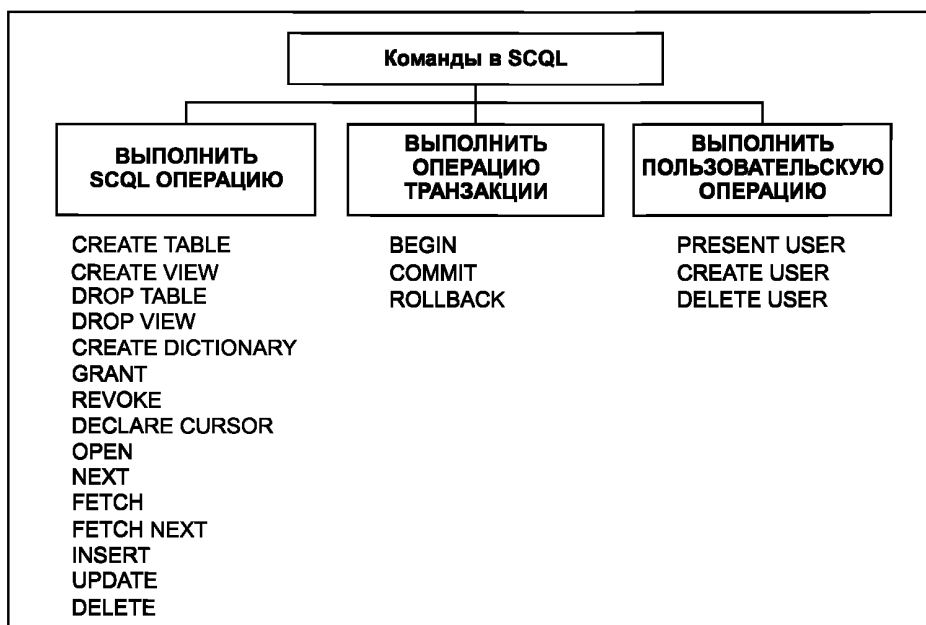 Команды в SCQL
ВЫПОЛНИТЬ
SCQL ОПЕРАЦИЮ
ВЫПОЛНИТЬ
ОПЕРАЦИЮ
ТРАНЗАКЦИИ
ВЫПОЛНИТЬ
ПОЛЬЗОВАТЕЛЬСКУЮ
ОПЕРАЦИЮ
CREATE TABLE
CREATE VIEW
DROP TABLE
DROP VIEW
CREATE DICTIONARY
GRANT
REVOKE
DECLARE CURSOR
OPEN
NEXT
FETCH
FETCH NEXT
INSERT
UPDATE
DELETE
BEGIN
COMMIT
ROLLBACK
PRESENT USER
CREATE USER
DELETE USER